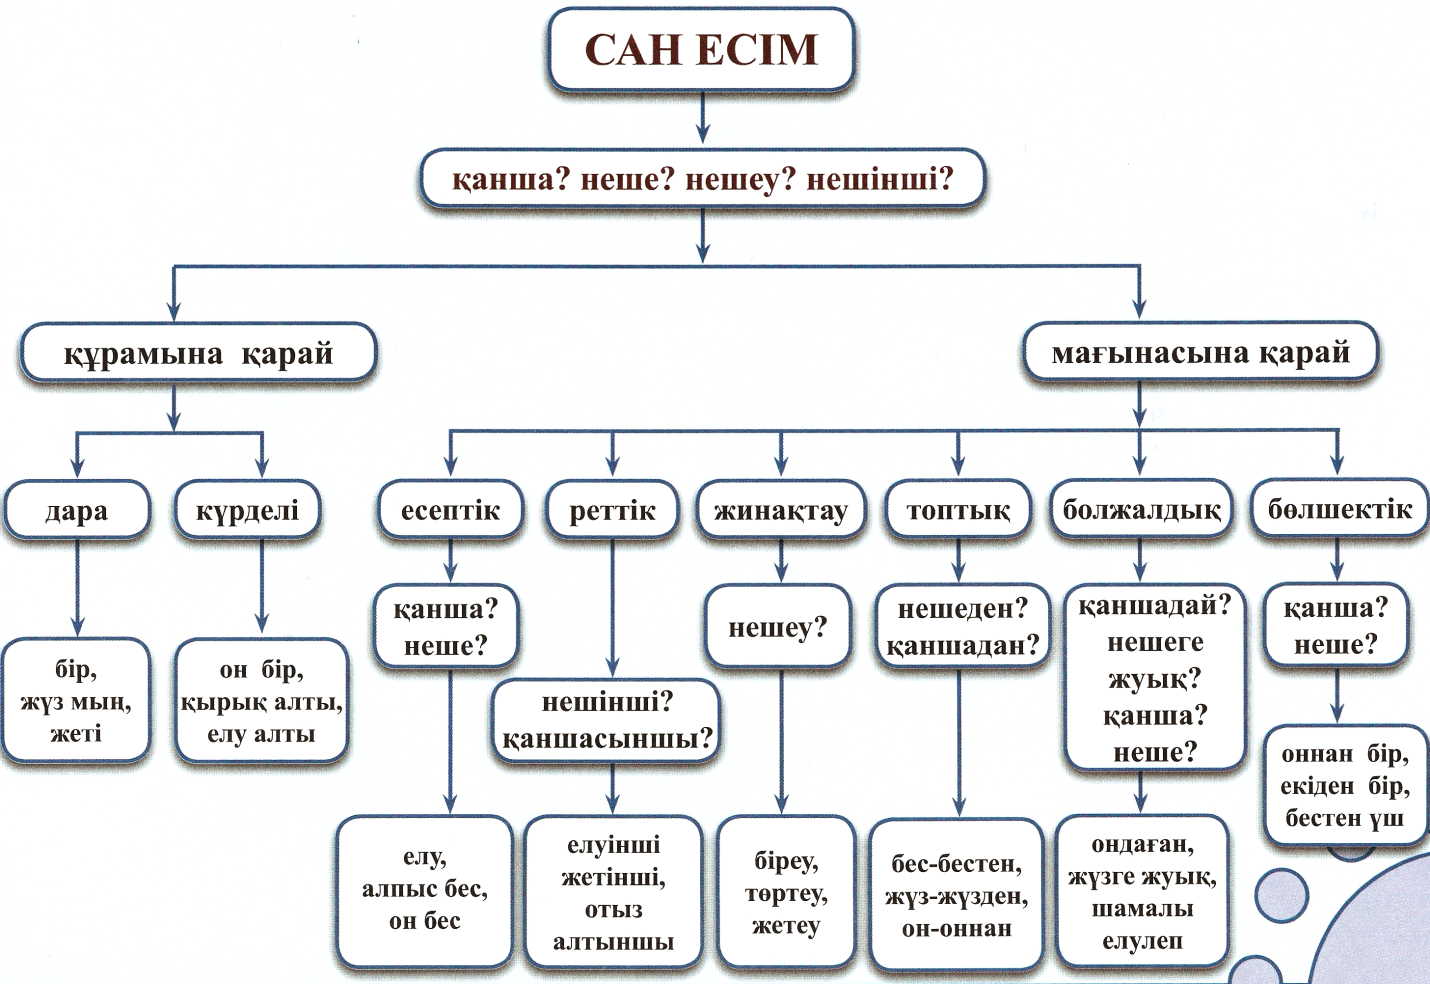 САН ЕСІМ
қанша? неше? нешеу? нешінші?
құрамына қарай
мағынасына қарай
дара
күрделі
есептік
реттік
жинақтау
топтық
болжалдық
бөлшектік
бір,
жүз мың,
жеті
он бір,
қырық алты,
елу алты
қанша?
неше?
нешінші?
қаншасыншы?
нешеу?
нешеден?
қаншадан?
қаншадай?
нешеге
жуық?
қанша?
неше?
қанша?
неше?
елу,
алпыс бес,
он бес
елуінші
жетінші,
отыз
алтыншы
біреу,
төртеу,
жетеу
бес-бестен,
жүз-жүзден,
он-оннан
ондаған,
жүзге жуық,
шамалы
елулеп
оннан бір,
екіден бір,
бестен үш